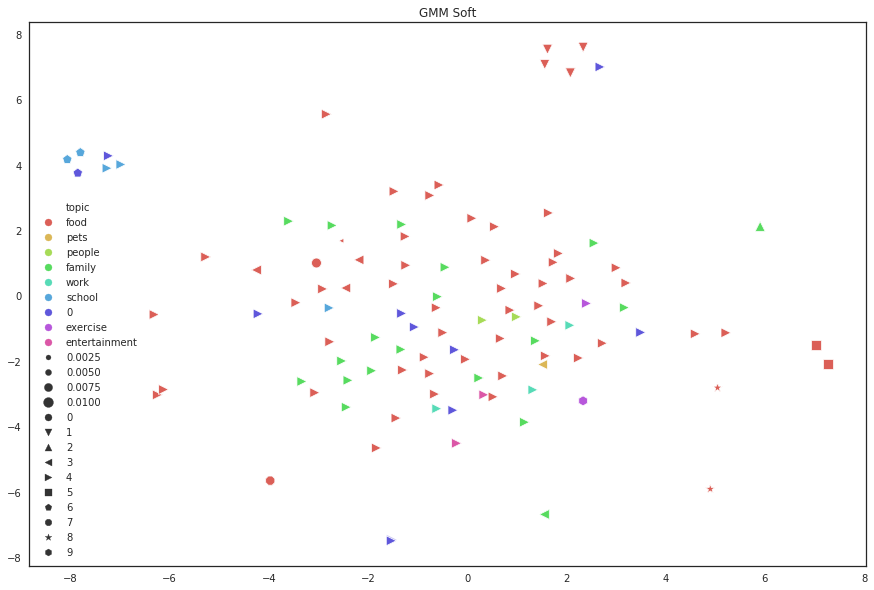 GMM Soft
8
6
4
2
0
−2
−4
−6
−8
topic
food
pets
people
family
work
school
0
exercise
entertainment
0.0025
0.0050
0.0075
0.0100
0
1
2
3
4
5
6
7
8
9
−8 −6 −4 −2 0 2 4 6 8